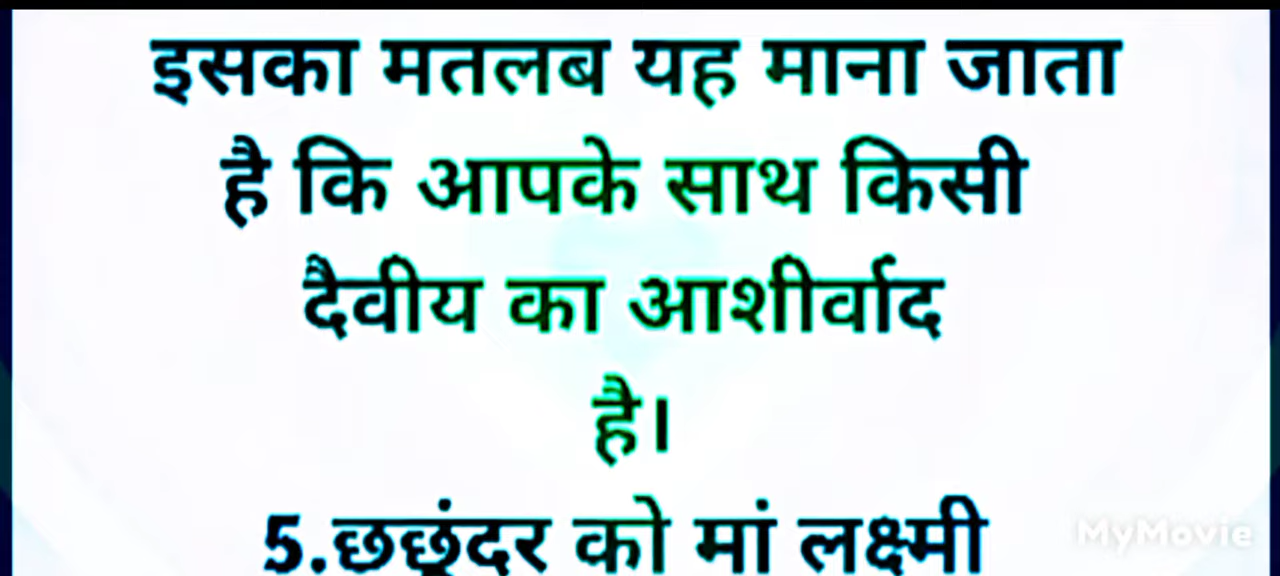 इसका मतलब यह माना जाता
है कि आपके साथ किसी
दैवीय का आशीर्वाद
है।
5.छछुंदर को मां लक्ष्मी
MyMovie